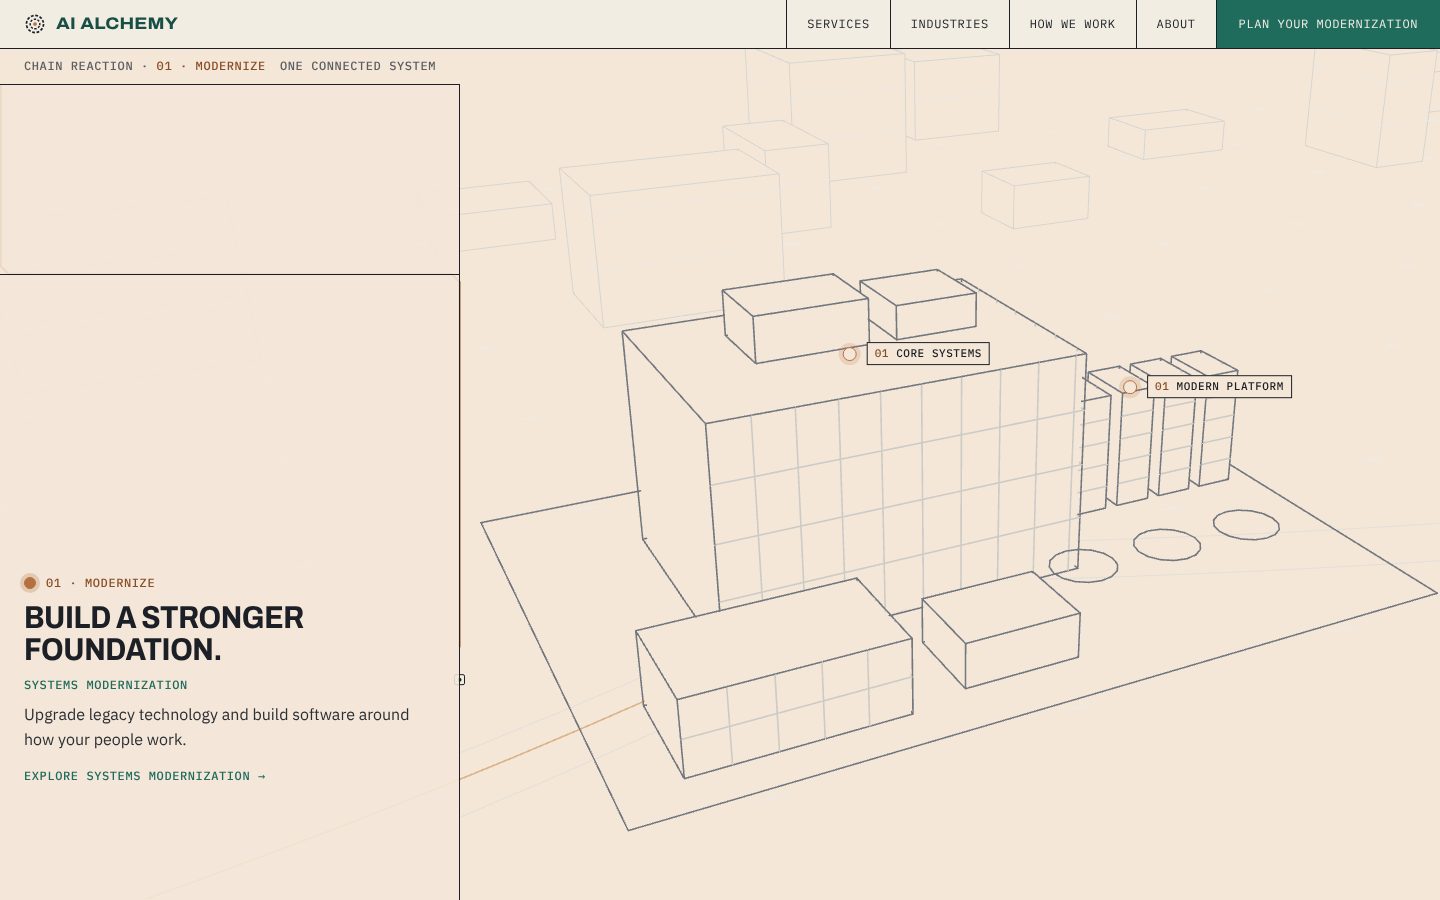 AI ALCHEMY
SERVICES
INDUSTRIES
HOW WE WORK
ABOUT
PLAN YOUR MODERNIZATION
CHAIN REACTION · 01 · MODERNIZE ONE CONNECTED SYSTEM
01 CORE SYSTEMS
01 MODERN PLATFORM
01 · MODERNIZE
BUILD A STRONGER
FOUNDATION.
SYSTEMS MODERNIZATION
Upgrade legacy technology and build software around
how your people work.
EXPLORE SYSTEMS MODERNIZATION →